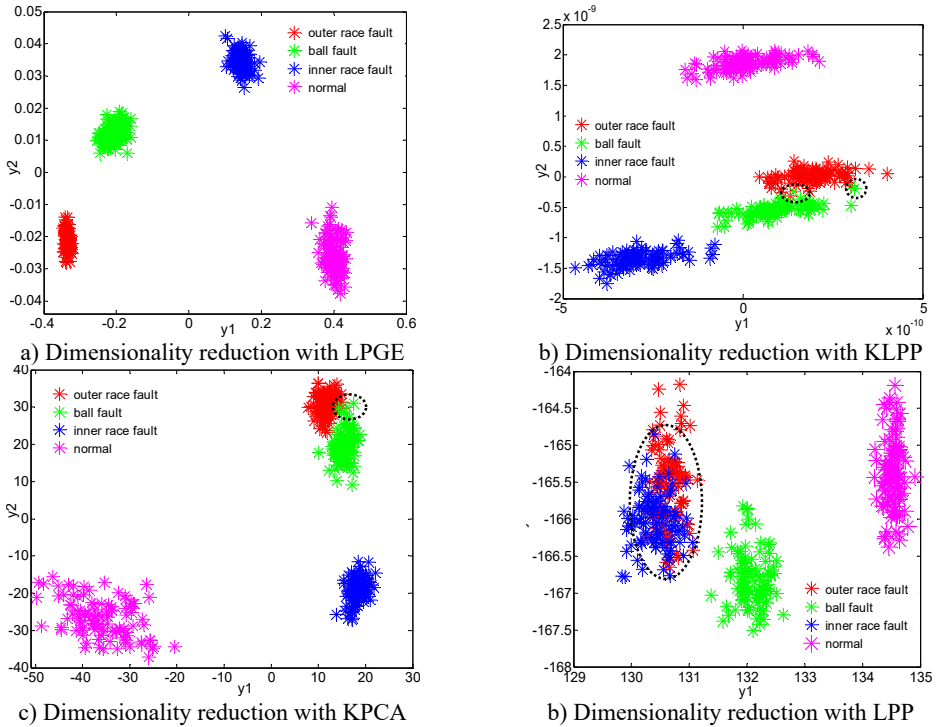 0.05
0.04
0.03
0.02
0.01
0
-0.01
-0.02
-0.03
-0.04
y2
outer race fault
ball fault
inner race fault
normal
-0.4 -0.2 0 0.2 0.4 0.6
y1
a) Dimensionality reduction with LPGE
2.5 x 10^-9
2
1.5
1
0.5
0
-0.5
-1
-1.5
-2
y2
outer race fault
ball fault
inner race fault
normal
-5 0 5
y1 x 10^-10
b) Dimensionality reduction with KLPP
40
30
20
10
0
-10
-20
-30
40
y2
outer race fault
ball fault
inner race fault
normal
-50 -40 -30 -20 -10 0 10 20 30
y1
c) Dimensionality reduction with KPCA
-164
-164.5
-165
-165.5
-166
-166.5
-167
-167.5
-168
outer race fault
ball fault
inner race fault
normal
129 130 131 132 133 134 135
y1
b) Dimensionality reduction with LPP